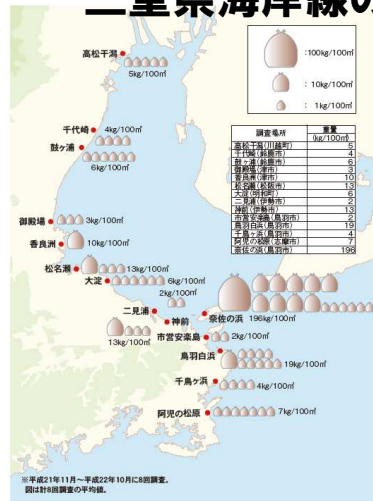 三重県海岸線の
:100kg/100㎡
: 10kg/100㎡
: 1kg/100㎡
高松干潟
5kg/100㎡
千代崎 4kg/100㎡
鼓ヶ浦
6kg/100㎡
調査場所 重量(kg/100㎡)
高松干潟(川越町) 5
千代崎(鈴鹿市) 4
鼓ヶ浦(鈴鹿市) 6
御殿場(津市) 3
香良洲(津市) 10
松名瀬(松阪市) 13
大淀(明和町) 6
二見浦(伊勢市) 2
神前(伊勢市) 13
市営安楽島(鳥羽市) 2
鳥羽白浜(鳥羽市) 19
千鳥ヶ浜(鳥羽市) 4
阿児の松原(志摩市) 7
奈佐の浜(鳥羽市) 196
御殿場 3kg/100㎡
香良洲 10kg/100㎡
松名瀬 13kg/100㎡
大淀 6kg/100㎡
2kg/100㎡
二見浦
神前
13kg/100㎡
奈佐の浜 196kg/100㎡
市営安楽島 2kg/100㎡
鳥羽白浜
19kg/100㎡
千鳥ヶ浜 4kg/100㎡
阿児の松原 7kg/100㎡
※平成21年11月～平成22年10月に8回調査。
図は計8回調査の平均値。